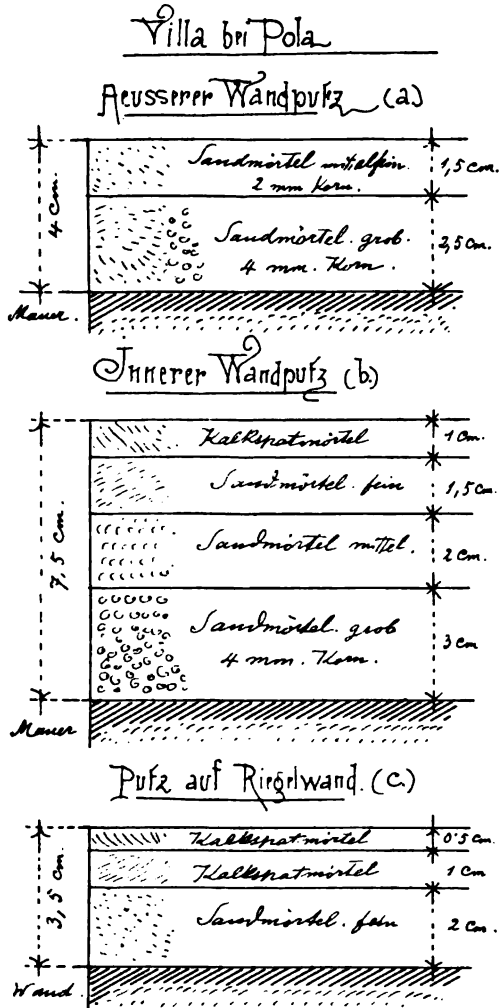 Villa bei Pola
Aeusserer Wandputz (a)
Sandmörtel mittelfein.
2 mm Korn.
1,5 cm.
4 cm.
Sandmörtel. grob.
4 mm. Korn.
2,5 cm.
Mauer.
Innerer Wandputz (b.)
Kalkspatmörtel
1 cm.
Sandmörtel. fein
1,5 cm.
7,5 cm.
Sandmörtel mittel.
2 cm.
Sandmörtel. grob
4 mm. Korn.
3 cm
Mauer
Putz auf Riegelwand. (c.)
Kalkspatmörtel
0.5 cm.
3,5 cm.
Kalkspatmörtel
1 cm
Sandmörtel. fein
2 cm.
Wand.